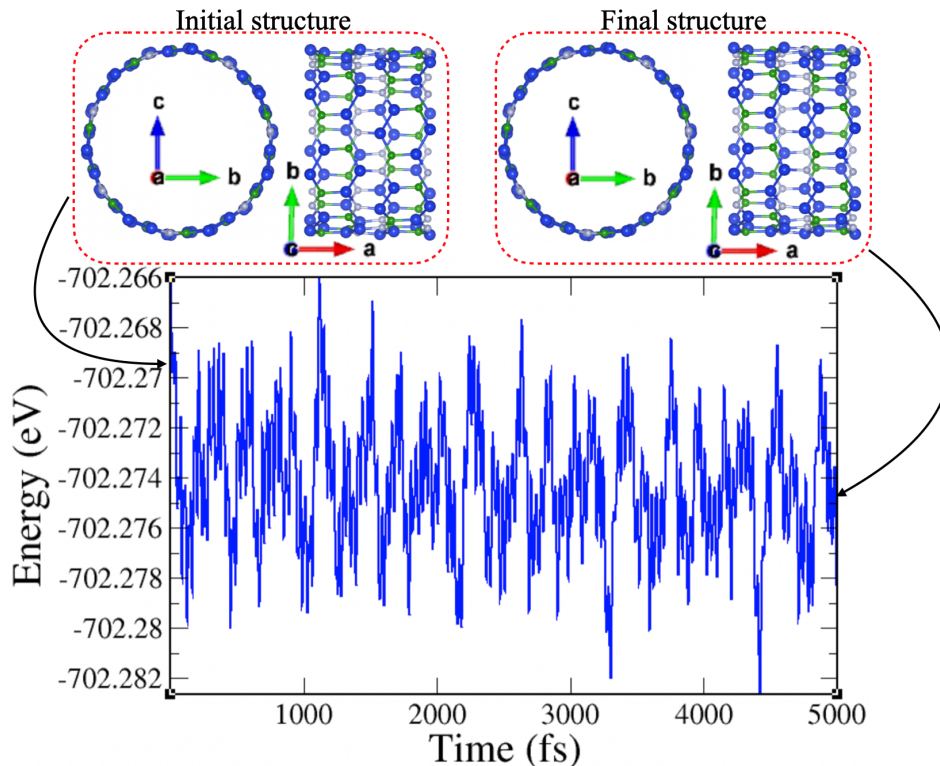 Initial structure
Final structure
c
a
b
b
c
a
c
a
b
b
c
a
-702.266
-702.268
-702.27
-702.272
-702.274
-702.276
-702.278
-702.28
-702.282
Energy (eV)
1000
2000
3000
4000
5000
Time (fs)